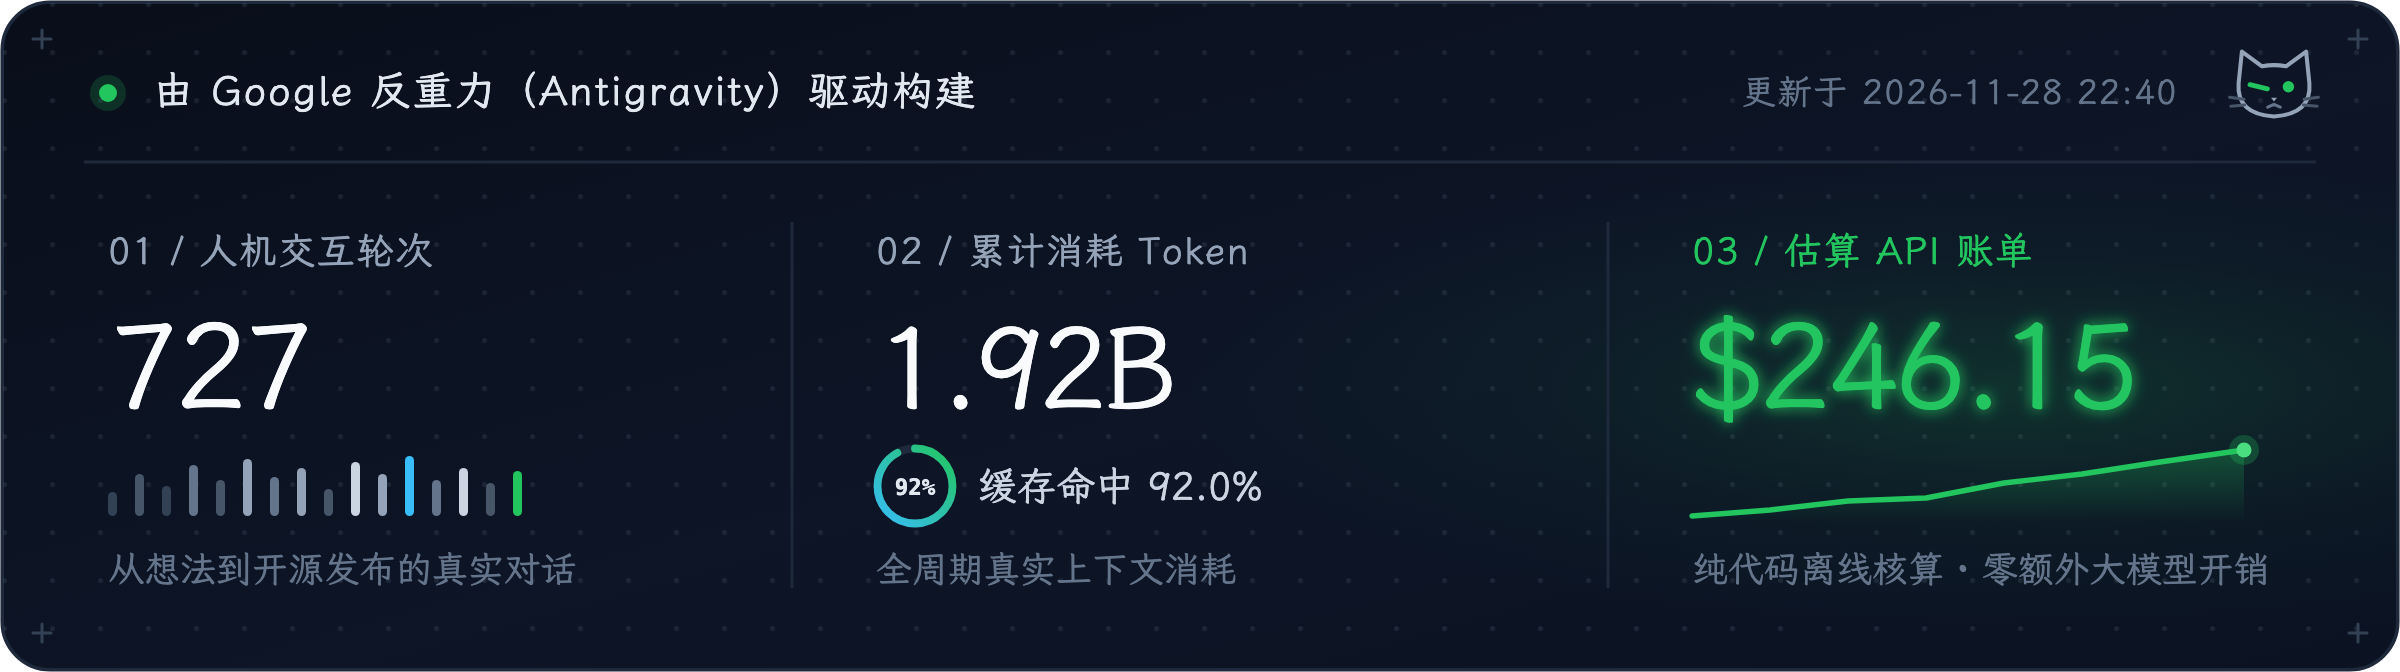 由 Google 反重力（Antigravity）驱动构建
更新于 2026-11-28 22:40
01 / 人机交互轮次
727
从想法到开源发布的真实对话
02 / 累计消耗 Token
1.92B
92%
缓存命中 92.0%
全周期真实上下文消耗
03 / 估算 API 账单
$246.15
纯代码离线核算·零额外大模型开销